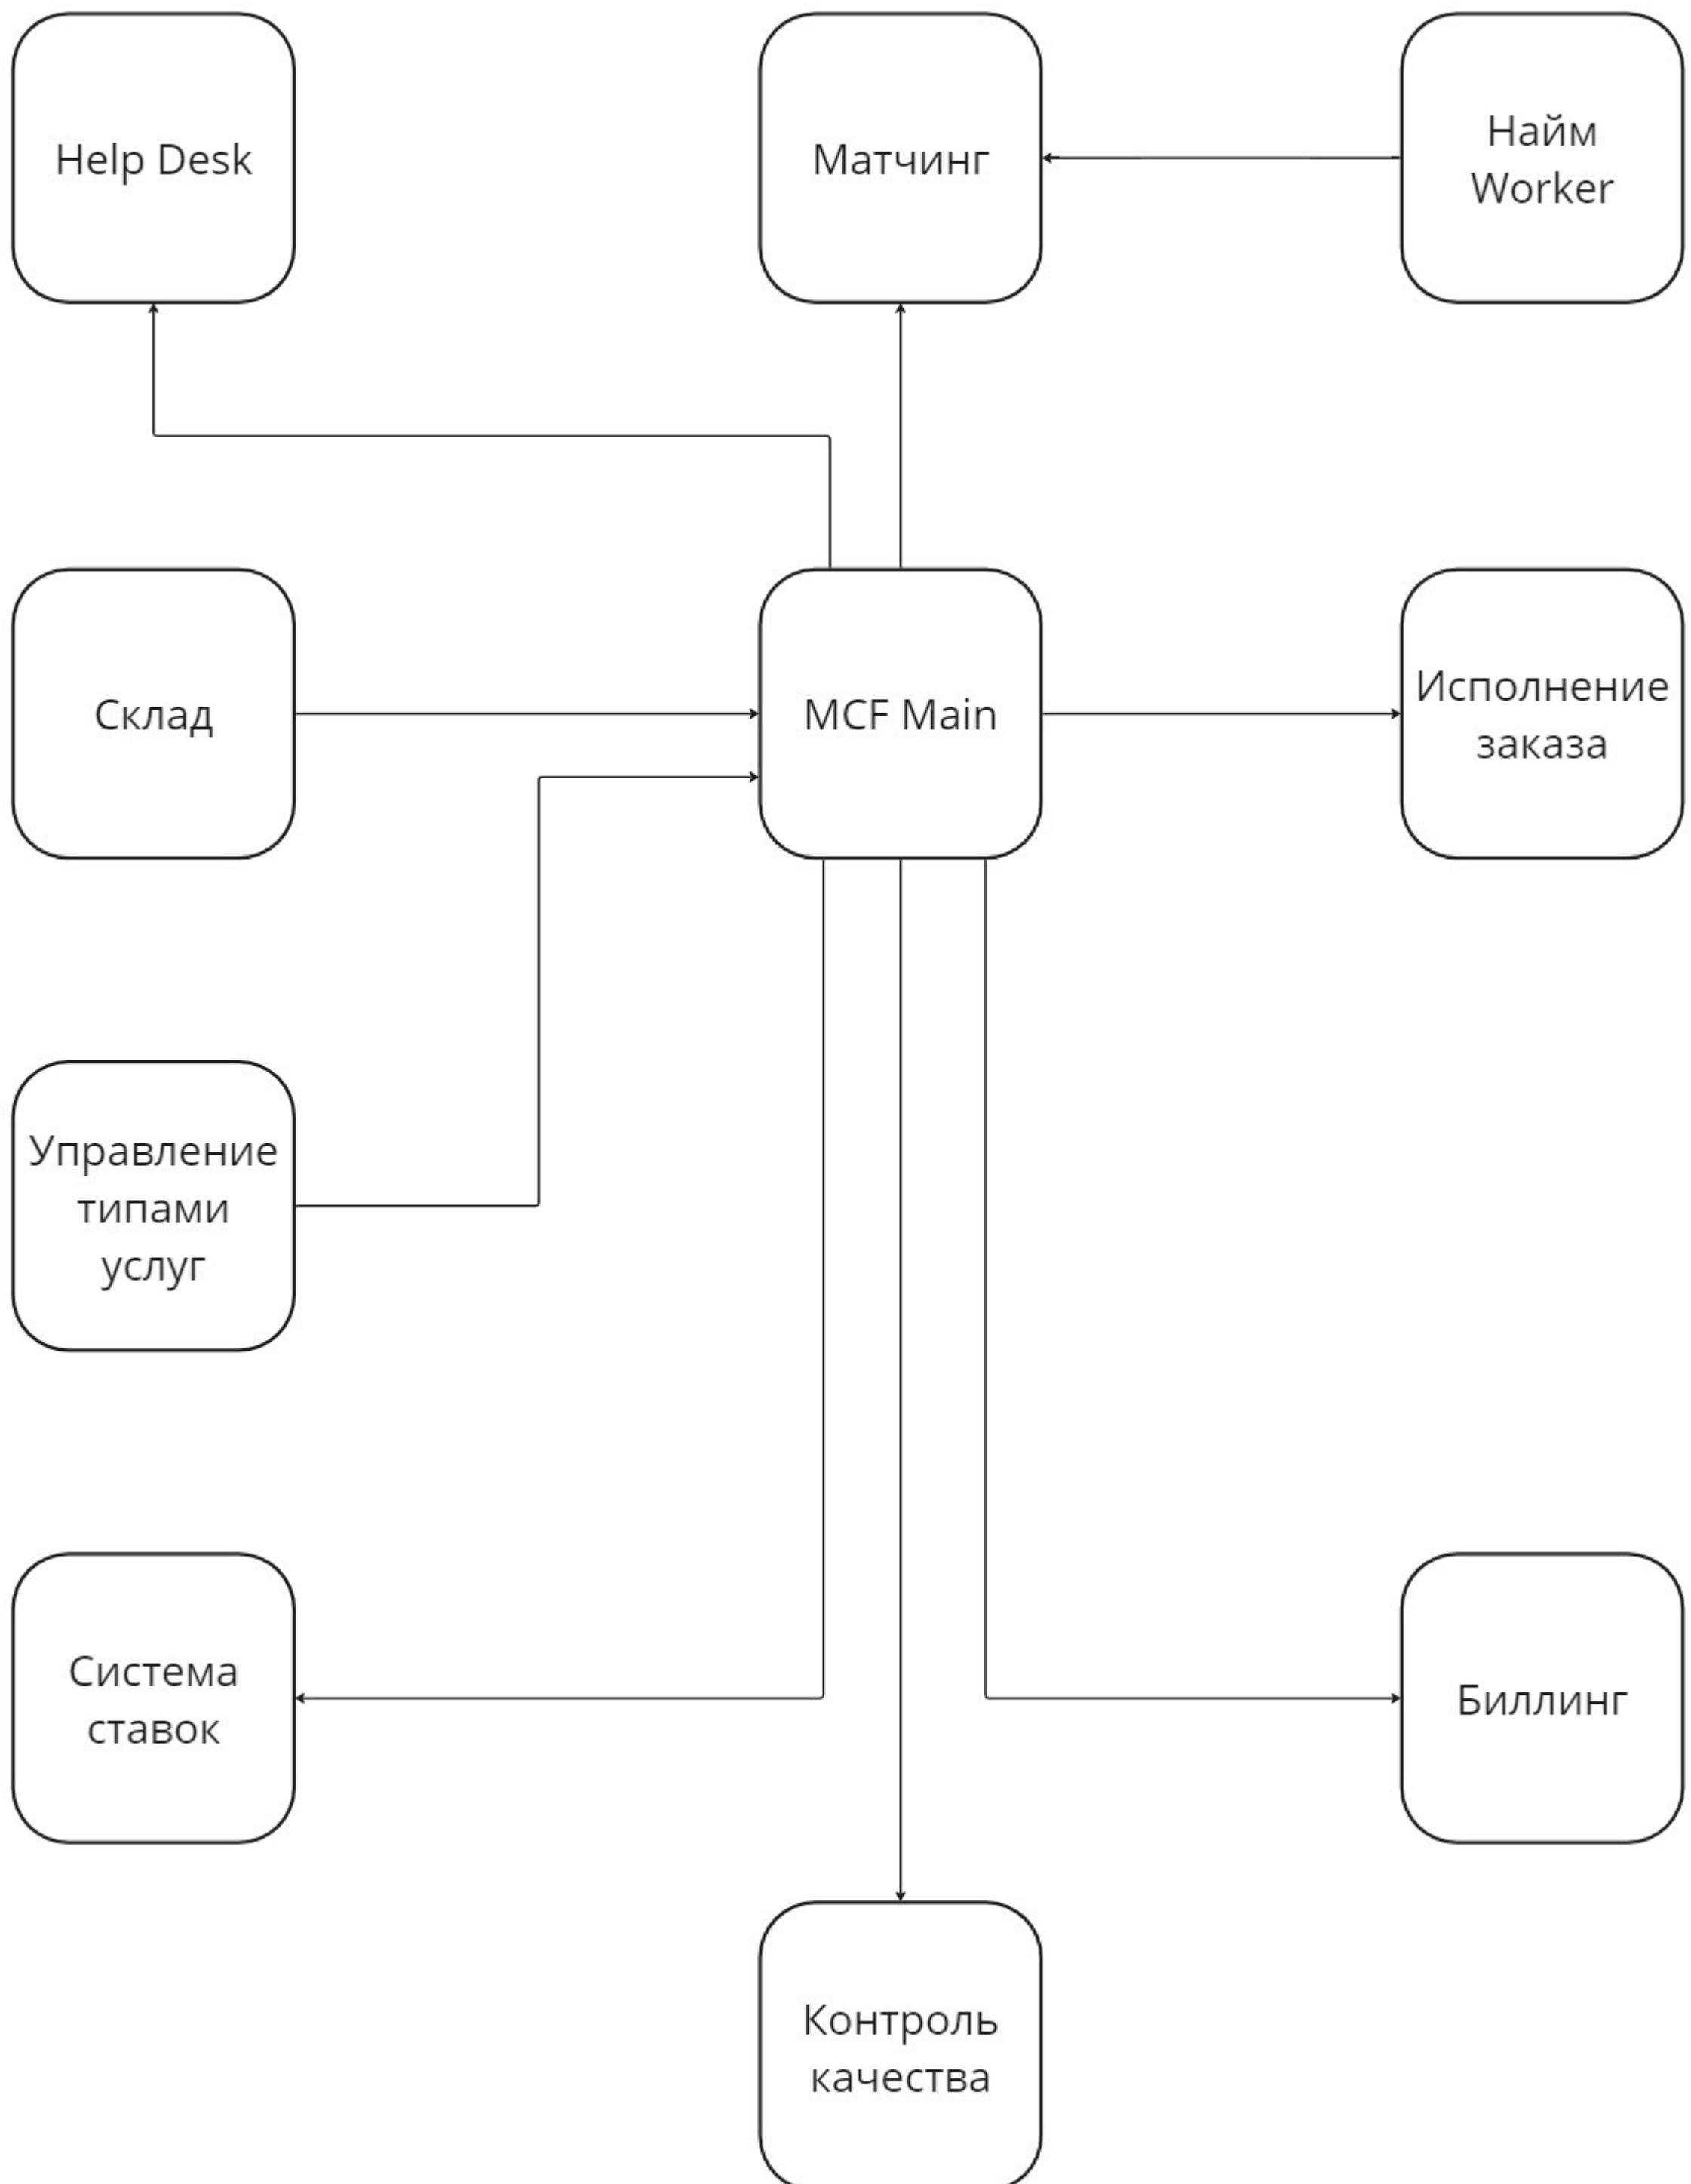 Help Desk
Матчинг
Найм
Worker
Склад
MCF Main
Исполнение
заказа
Управление
типами
услуг
Система
ставок
Биллинг
Контроль
качества